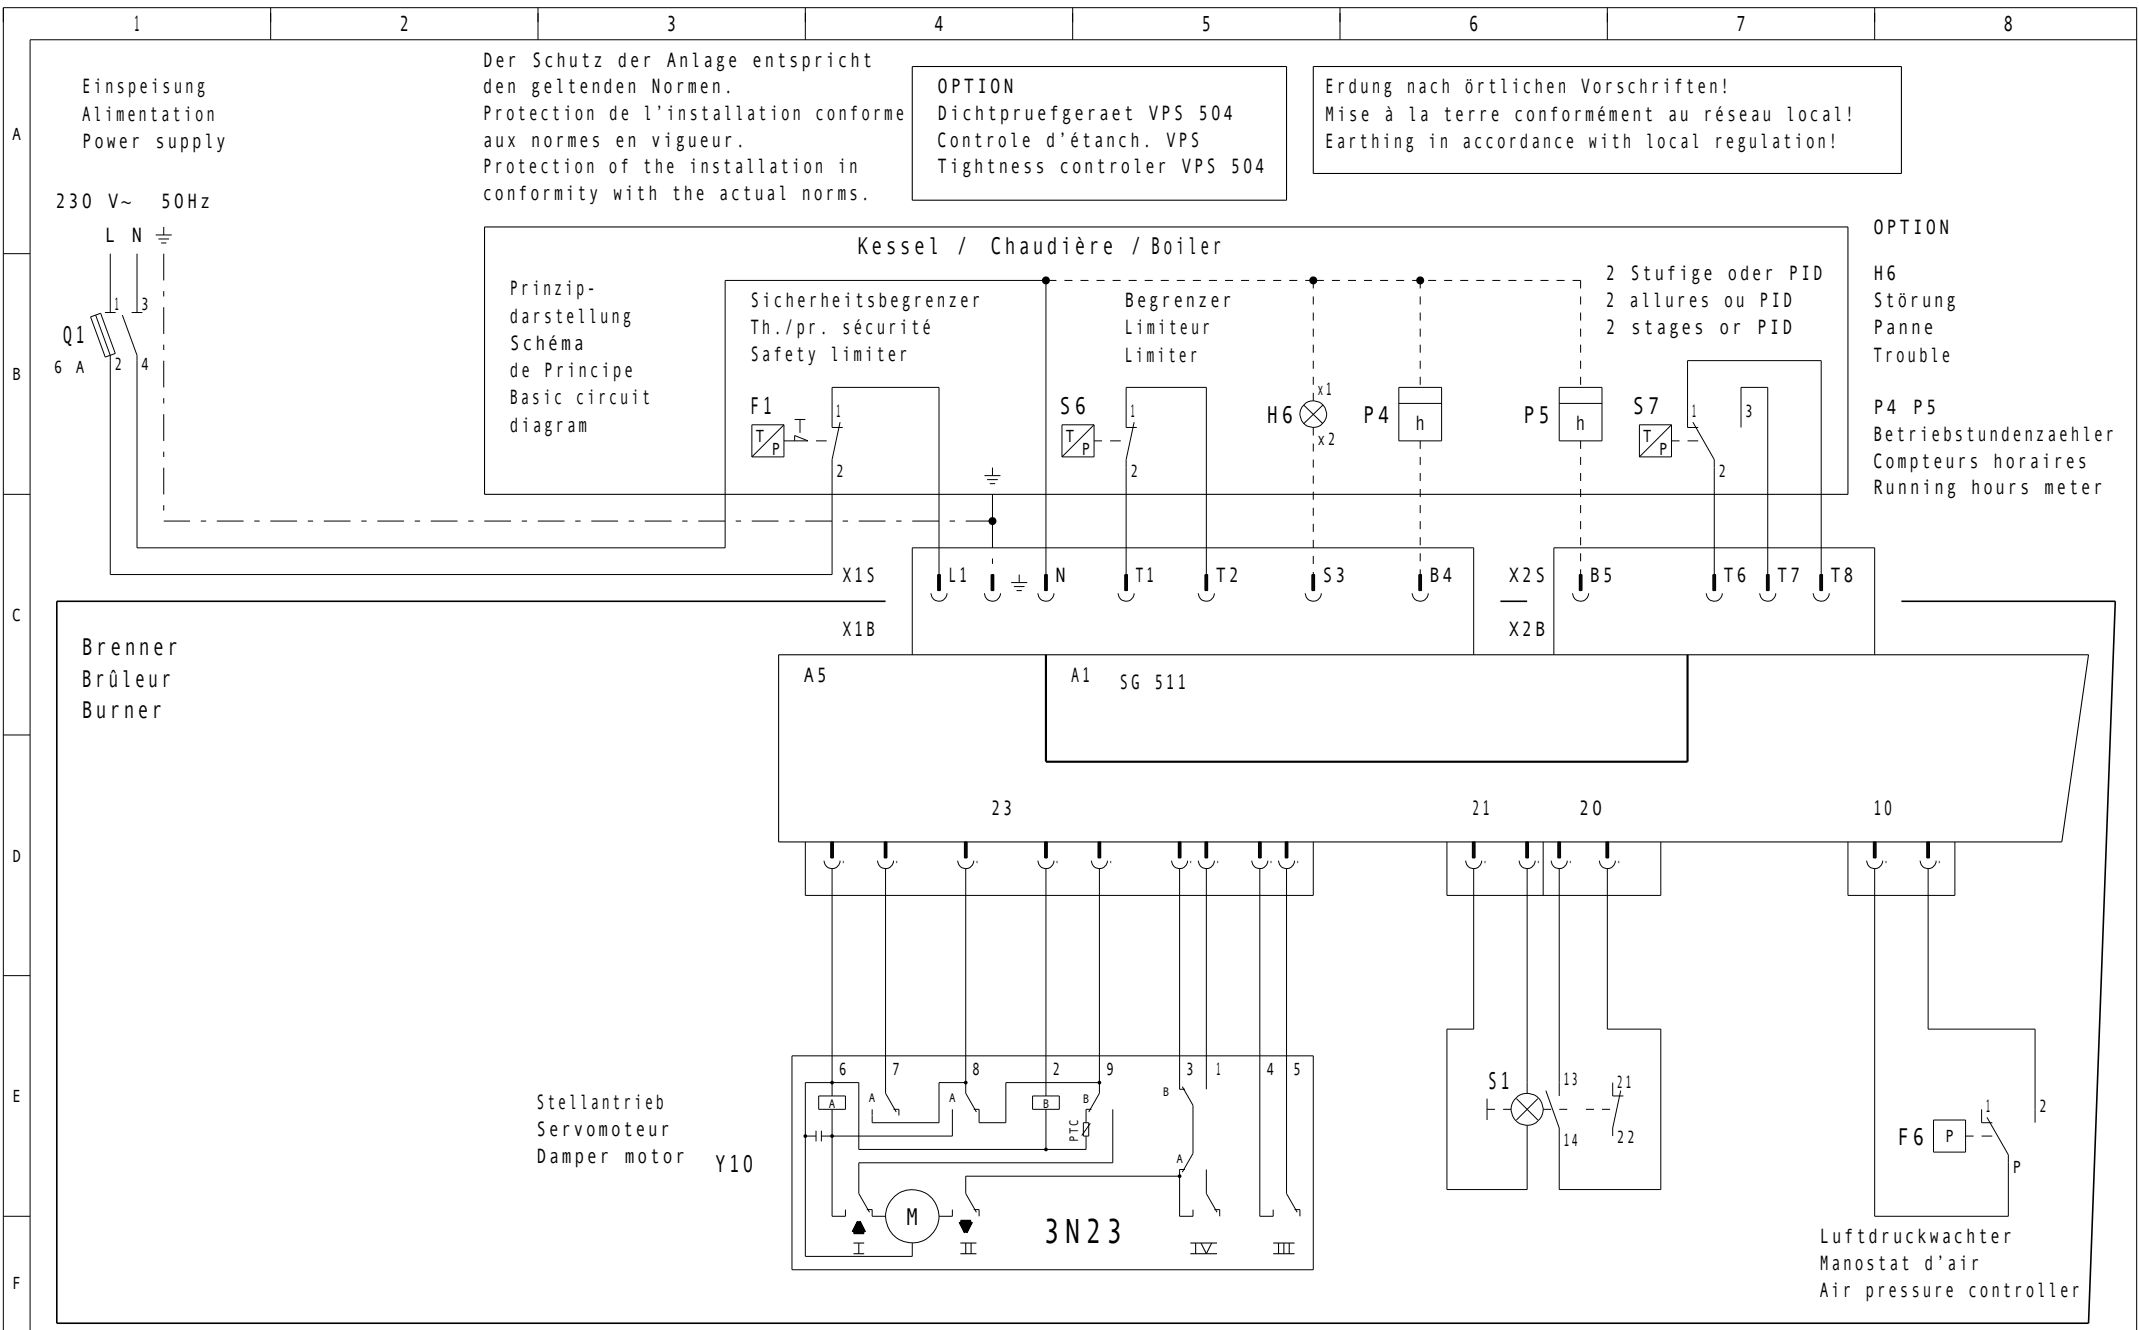 1 2 3 4 5 6 7 8
A
B
C
D
E
F
Einspeisung
Alimentation
Power supply
230 V~ 50Hz
L N
Q1
6 A
1 3
2 4
Der Schutz der Anlage entspricht
den geltenden Normen.
Protection de l'installation conforme
aux normes en vigueur.
Protection of the installation in
conformity with the actual norms.
OPTION
Dichtpruefgeraet VPS 504
Controle d'étanch. VPS
Tightness controler VPS 504
Erdung nach örtlichen Vorschriften!
Mise à la terre conformément au réseau local!
Earthing in accordance with local regulation!
Kessel / Chaudière / Boiler
Prinzip-
darstellung
Schéma
de Principe
Basic circuit
diagram
Sicherheitsbegrenzer
Th./pr. sécurité
Safety limiter
F1
T
P
1
2
Begrenzer
Limiteur
Limiter
S6
T
P
1
2
H6
x1
x2
P4
h
P5
h
2 Stufige oder PID
2 allures ou PID
2 stages or PID
S7
T
P
1
3
2
OPTION
H6
Störung
Panne
Trouble
P4 P5
Betriebstundenzaehler
Compteurs horaires
Running hours meter
X1S L1 N T1 T2 S3 B4 X2S B5 T6 T7 T8
X1B X2B
Brenner
Brûleur
Burner
A5 A1 SG 511
23 21 20 10
Stellantrieb
Servomoteur
Damper motor
Y10
6 7 8 2 9 3 1 4 5
A A A B B B
PTC
A
M
3N23
I II IV III
S1
13
14
21
22
F6
P
1
2
P
Luftdruckwachter
Manostat d'air
Air pressure controller